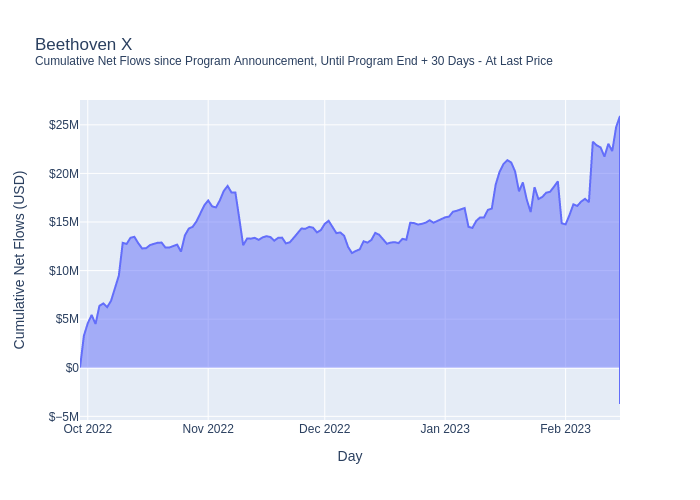 Beethoven X
Cumulative Net Flows since Program Announcement, Until Program End + 30 Days - At Last Price
$25M
$20M
$15M
$10M
$5M
$0
$−5M
Cumulative Net Flows (USD)
Oct 2022
Nov 2022
Dec 2022
Jan 2023
Feb 2023
Day